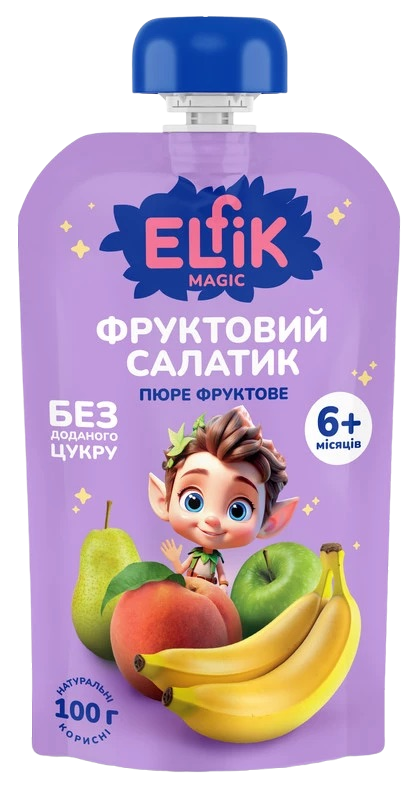 ELfiK
MAGIC
ФРУКТОВИЙ
САЛАТИК
ПЮРЕ ФРУКТОВЕ
БЕЗ
ДОДАНОГО
ЦУКРУ
6+
місяців
НАТУРАЛЬНІ
100 г
КОРИСНІ